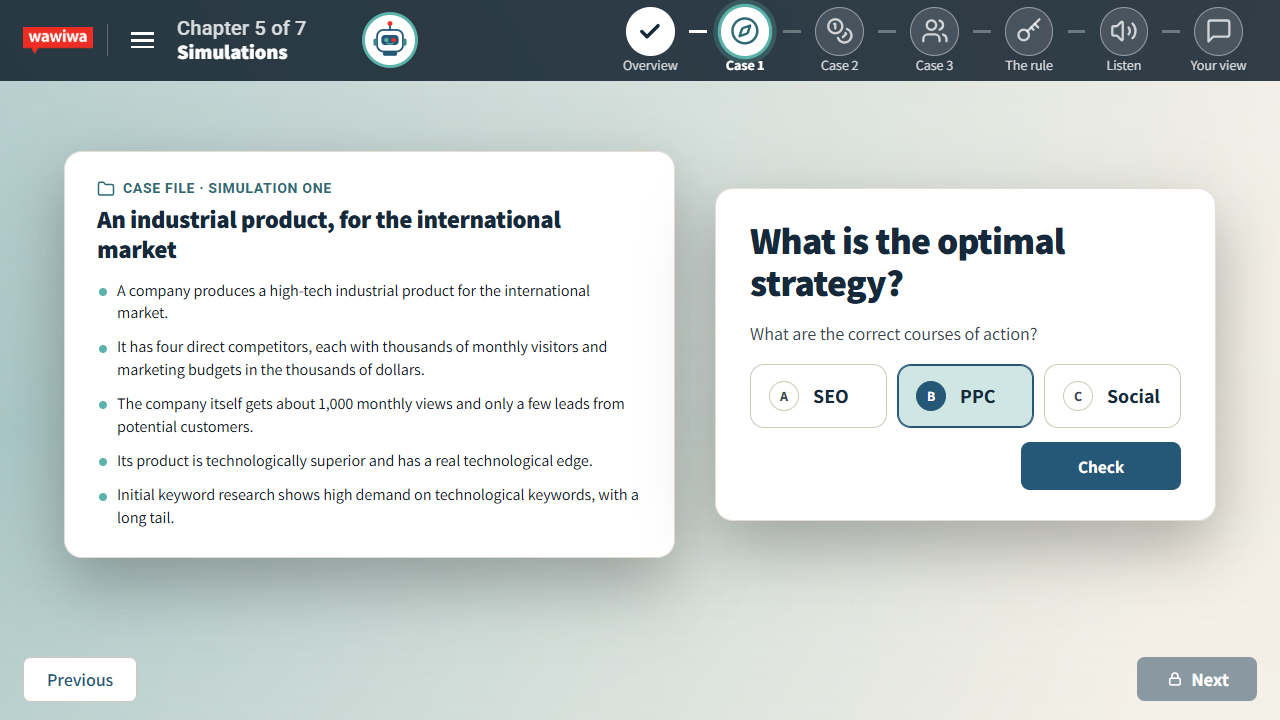 wawiwa
Chapter 5 of 7
Simulations
Overview
Case 1
Case 2
Case 3
The rule
Listen
Your view
CASE FILE · SIMULATION ONE
An industrial product, for the international
market
A company produces a high-tech industrial product for the international
market.
It has four direct competitors, each with thousands of monthly visitors and
marketing budgets in the thousands of dollars.
The company itself gets about 1,000 monthly views and only a few leads from
potential customers.
Its product is technologically superior and has a real technological edge.
Initial keyword research shows high demand on technological keywords, with a
long tail.
What is the optimal
strategy?
What are the correct courses of action?
A SEO
B PPC
C Social
Check
Previous
Next